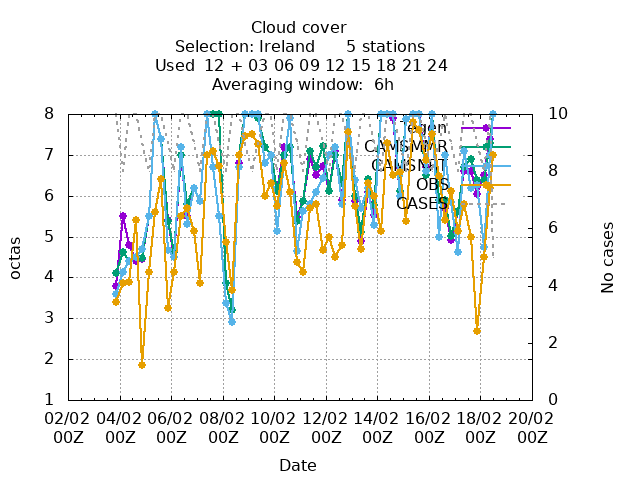 Cloud cover
Selection: Ireland 5 stations
Used 12 + 03 06 09 12 15 18 21 24
Averaging window: 6h
8
7
6
5
4
3
2
1
octas
10
8
6
4
2
0
No cases
OBS
CASES
02/02 04/02 06/02 08/02 10/02 12/02 14/02 16/02 18/02 20/02
00Z 00Z 00Z 00Z 00Z 00Z 00Z 00Z 00Z 00Z
Date